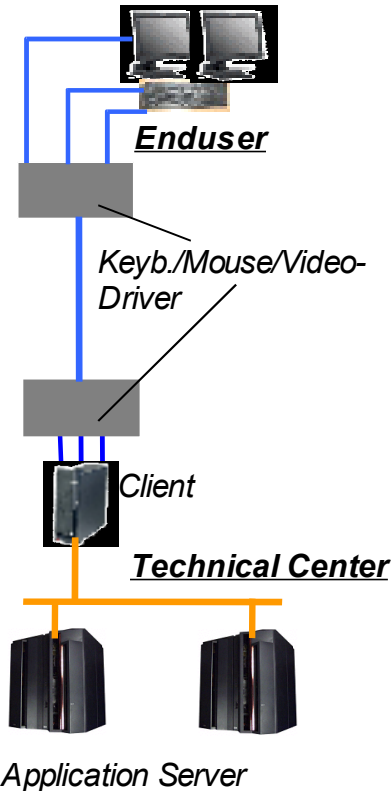 Enduser
Keyb./Mouse/Video-
Driver
Client
Technical Center
Application Server